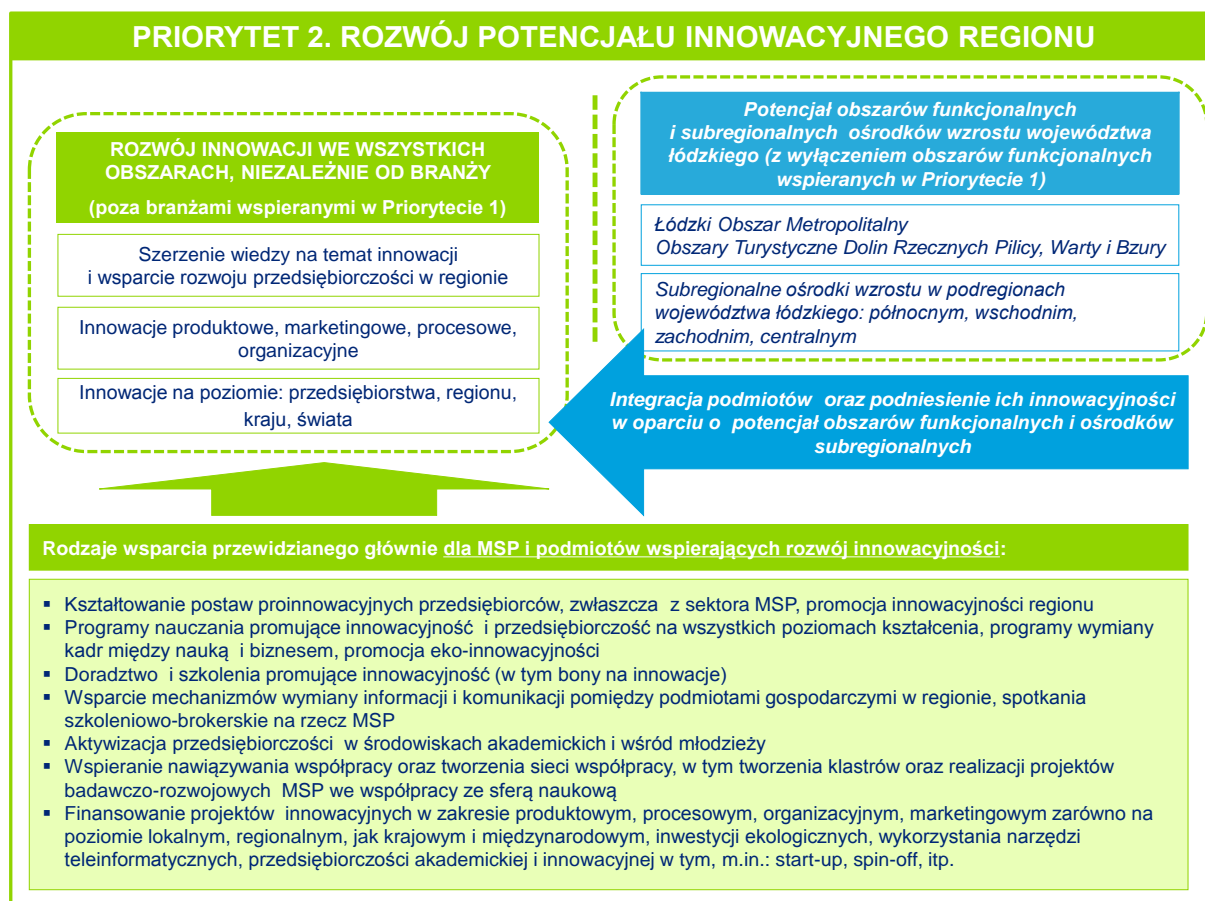 PRIORYTET 2. ROZWÓJ POTENCJAŁU INNOWACYJNEGO REGIONU
ROZWÓJ INNOWACJI WE WSZYSTKICH
OBSZARACH, NIEZALEŻNIE OD BRANŻY
(poza branżami wspieranymi w Priorytecie 1)
Szerzenie wiedzy na temat innowacji
i wsparcie rozwoju przedsiębiorczości w regionie
Innowacje produktowe, marketingowe, procesowe,
organizacyjne
Innowacje na poziomie: przedsiębiorstwa, regionu,
kraju, świata
Potencjał obszarów funkcjonalnych
i subregionalnych ośrodków wzrostu województwa
łódzkiego (z wyłączeniem obszarów funkcjonalnych
wspieranych w Priorytecie 1)
Łódzki Obszar Metropolitalny
Obszary Turystyczne Dolin Rzecznych Pilicy, Warty i Bzury
Subregionalne ośrodki wzrostu w podregionach
województwa łódzkiego: północnym, wschodnim,
zachodnim, centralnym
Integracja podmiotów oraz podniesienie ich innowacyjności
w oparciu o potencjał obszarów funkcjonalnych i ośrodków
subregionalnych
Rodzaje wsparcia przewidzianego głównie dla MSP i podmiotów wspierających rozwój innowacyjności:
▪ Kształtowanie postaw proinnowacyjnych przedsiębiorców, zwłaszcza z sektora MSP, promocja innowacyjności regionu
▪ Programy nauczania promujące innowacyjność i przedsiębiorczość na wszystkich poziomach kształcenia, programy wymiany
kadr między nauką i biznesem, promocja eko-innowacyjności
▪ Doradztwo i szkolenia promujące innowacyjność (w tym bony na innowacje)
▪ Wsparcie mechanizmów wymiany informacji i komunikacji pomiędzy podmiotami gospodarczymi w regionie, spotkania
szkoleniowo-brokerskie na rzecz MSP
▪ Aktywizacja przedsiębiorczości w środowiskach akademickich i wśród młodzieży
▪ Wspieranie nawiązywania współpracy oraz tworzenia sieci współpracy, w tym tworzenia klastrów oraz realizacji projektów
badawczo-rozwojowych MSP we współpracy ze sferą naukową
▪ Finansowanie projektów innowacyjnych w zakresie produktowym, procesowym, organizacyjnym, marketingowym zarówno na
poziomie lokalnym, regionalnym, jak krajowym i międzynarodowym, inwestycji ekologicznych, wykorzystania narzędzi
teleinformatycznych, przedsiębiorczości akademickiej i innowacyjnej w tym, m.in.: start-up, spin-off, itp.